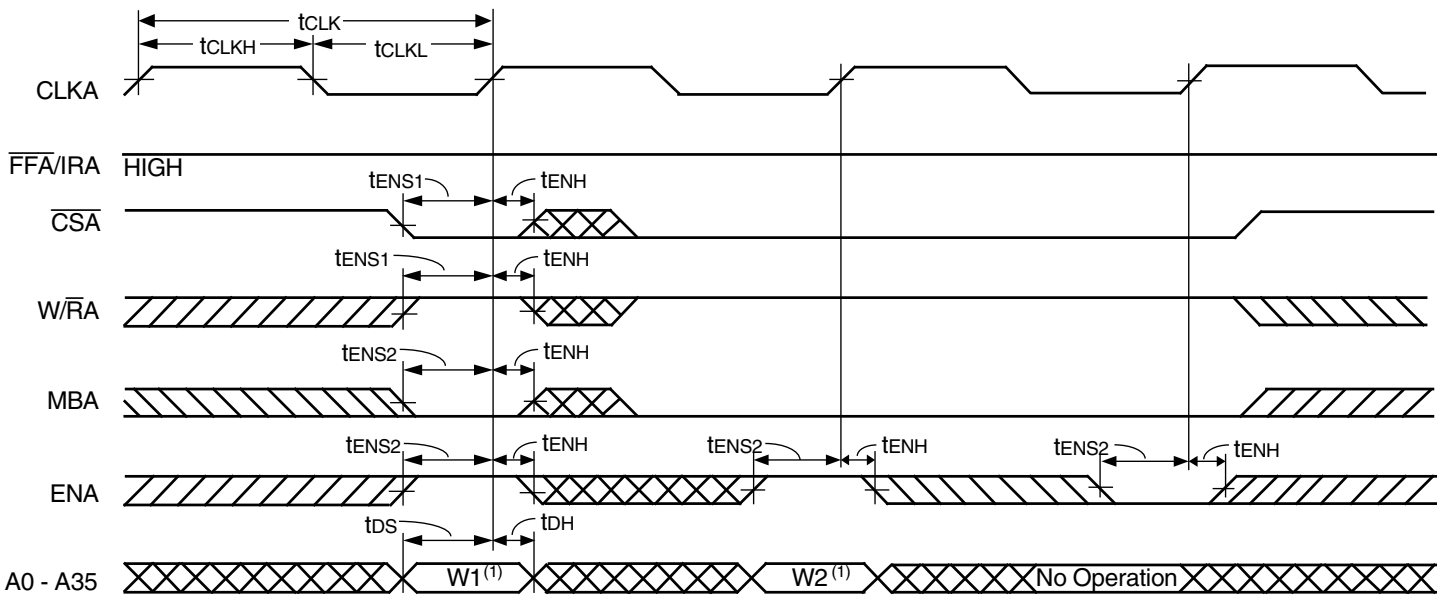 tCLK
tCLKH
tCLKL
CLKA
FFA/IRA HIGH
tENS1
tENH
CSA
tENS1
tENH
W/RA
tENS2
tENH
MBA
tENS2
tENH
tENS2
tENH
tENS2
tENH
ENA
tDS
tDH
A0 - A35
W1(1)
W2(1)
No Operation